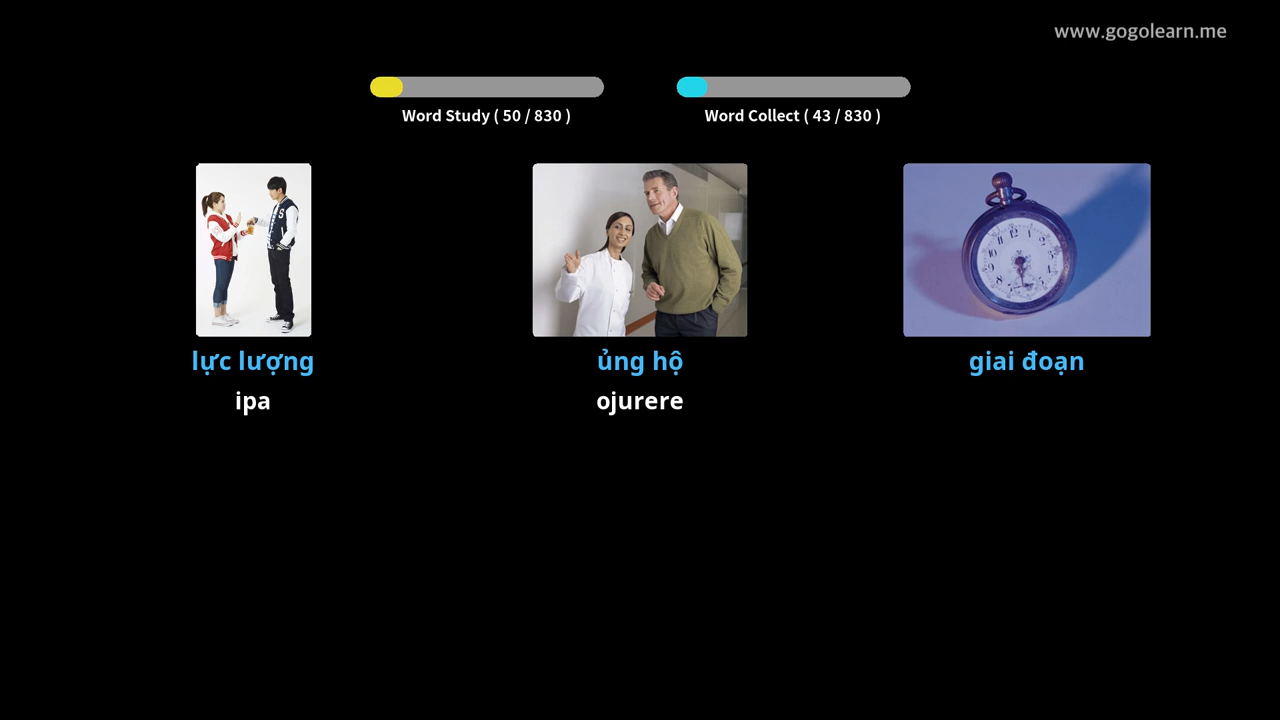 www.gogolearn.me
Word Study ( 50 / 830 )
Word Collect ( 43 / 830 )
lực lượng
ipa
ủng hộ
ojurere
giai đoạn